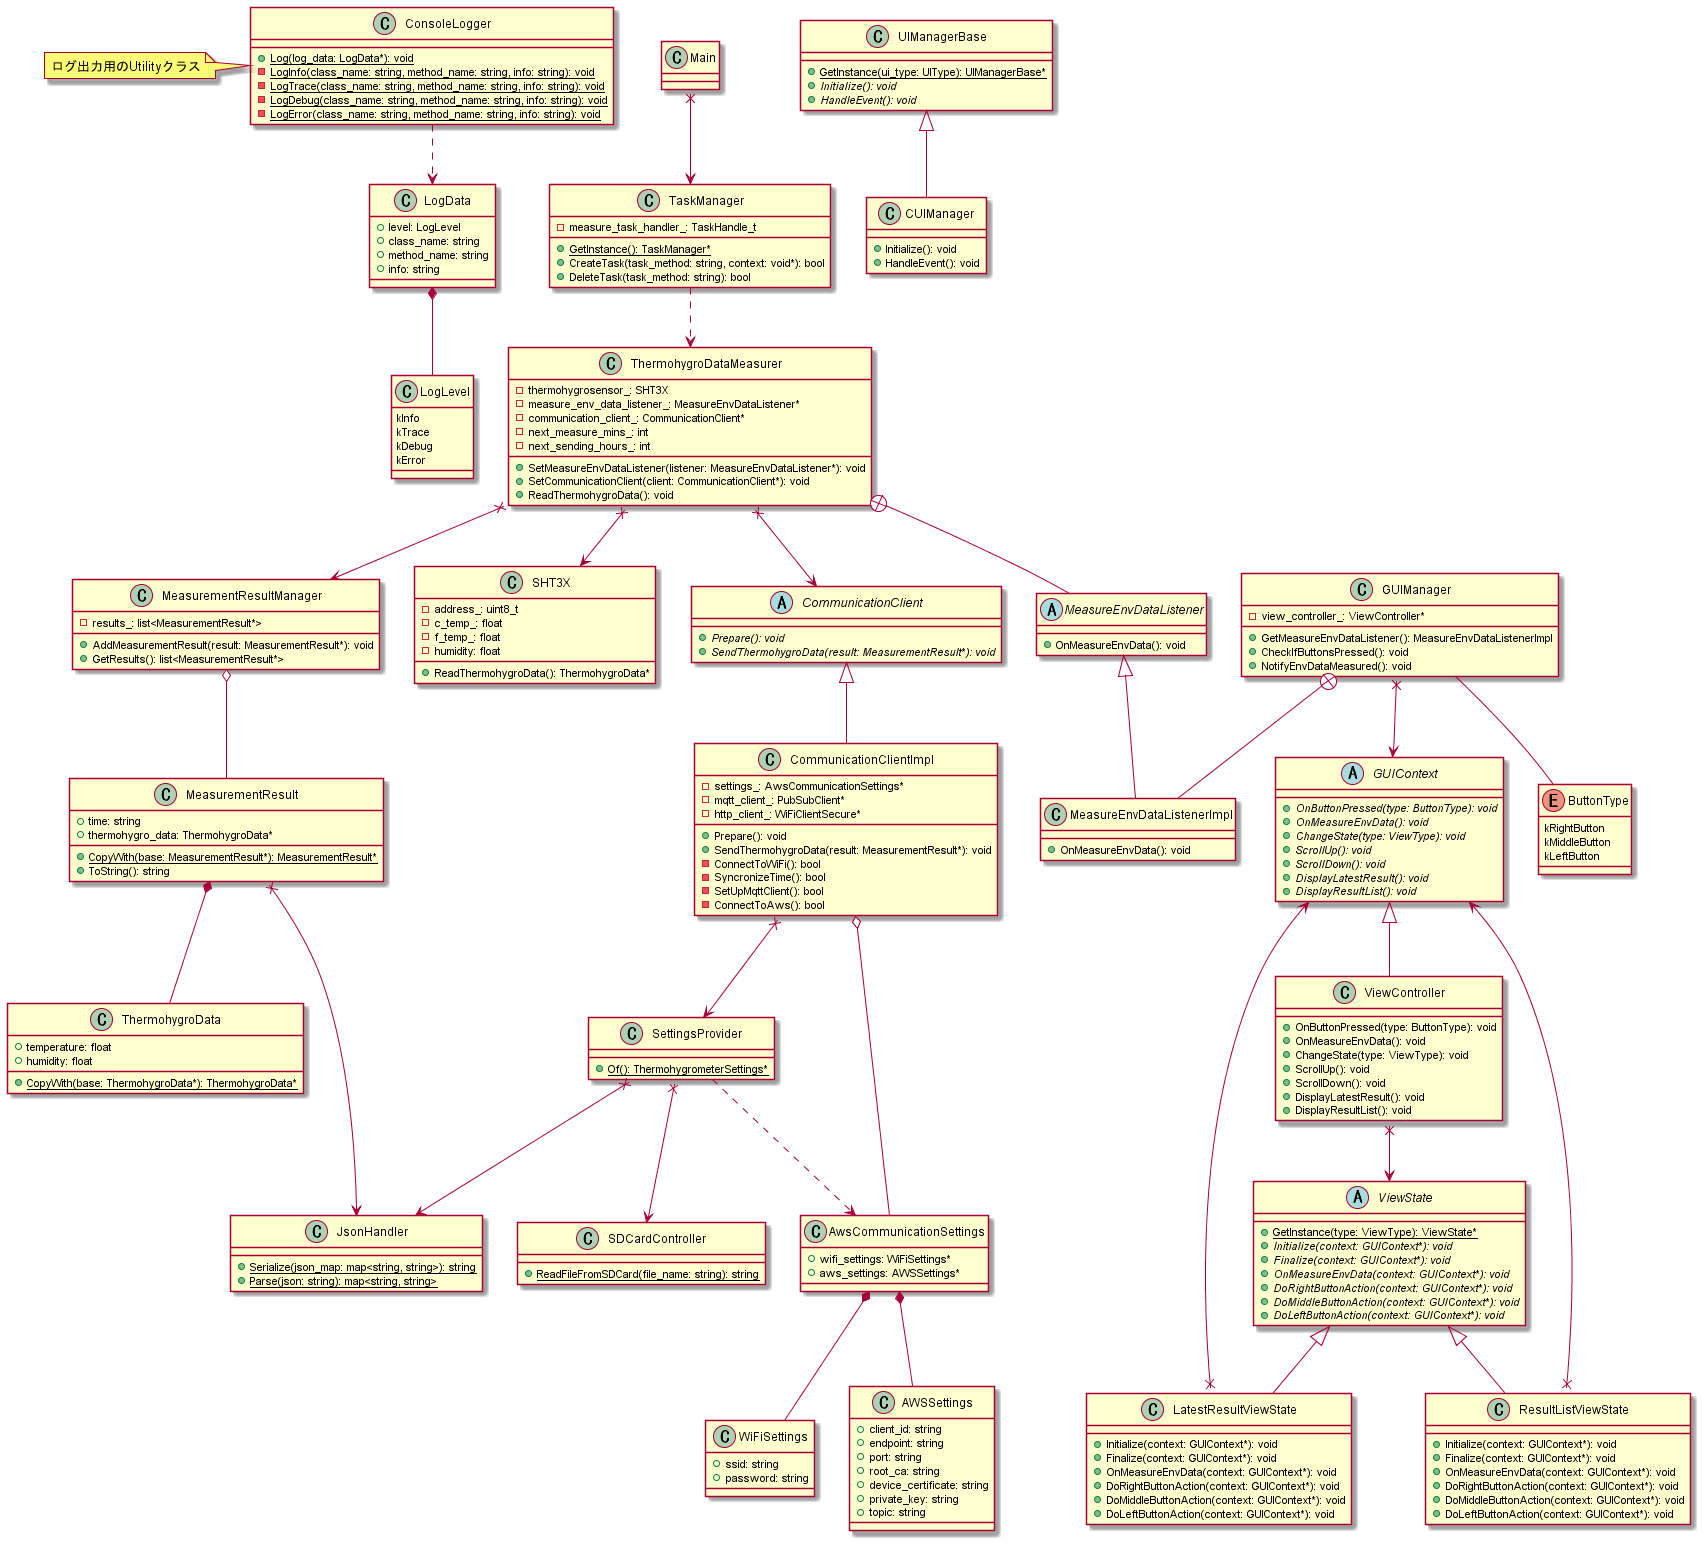 ログ出力用のUtilityクラス
C ConsoleLogger
Log(log_data: LogData*): void
LogInfo(class_name: string, method_name: string, info: string): void
LogTrace(class_name: string, method_name: string, info: string): void
LogDebug(class_name: string, method_name: string, info: string): void
LogError(class_name: string, method_name: string, info: string): void
C Main
C UIManagerBase
GetInstance(ui_type: UIType): UIManagerBase*
Initialize(): void
HandleEvent(): void
C LogData
level: LogLevel
class_name: string
method_name: string
info: string
C TaskManager
measure_task_handler_: TaskHandle_t
GetInstance(): TaskManager*
CreateTask(task_method: string, context: void*): bool
DeleteTask(task_method: string): bool
C CUIManager
Initialize(): void
HandleEvent(): void
C LogLevel
kInfo
kTrace
kDebug
kError
C ThermohygroDataMeasurer
thermohygrosensor_: SHT3X
measure_env_data_listener_: MeasureEnvDataListener*
communication_client_: CommunicationClient*
next_measure_mins_: int
next_sending_hours_: int
SetMeasureEnvDataListener(listener: MeasureEnvDataListener*): void
SetCommunicationClient(client: CommunicationClient*): void
ReadThermohygroData(): void
C MeasurementResultManager
results_: list<MeasurementResult*>
AddMeasurementResult(result: MeasurementResult*): void
GetResults(): list<MeasurementResult*>
C SHT3X
address_: uint8_t
c_temp_: float
f_temp_: float
humidity: float
ReadThermohygroData(): ThermohygroData*
A CommunicationClient
Prepare(): void
SendThermohygroData(result: MeasurementResult*): void
A MeasureEnvDataListener
OnMeasureEnvData(): void
C GUIManager
view_controller_: ViewController*
GetMeasureEnvDataListener(): MeasureEnvDataListenerImpl
CheckIfButtonsPressed(): void
NotifyEnvDataMeasured(): void
C MeasurementResult
time: string
thermohygro_data: ThermohygroData*
CopyWith(base: MeasurementResult*): MeasurementResult*
ToString(): string
C CommunicationClientImpl
settings_: AwsCommunicationSettings*
mqtt_client_: PubSubClient*
http_client_: WiFiClientSecure*
Prepare(): void
SendThermohygroData(result: MeasurementResult*): void
ConnectToWiFi(): bool
SyncronizeTime(): bool
SetUpMqttClient(): bool
ConnectToAws(): bool
C MeasureEnvDataListenerImpl
OnMeasureEnvData(): void
A GUIContext
OnButtonPressed(type: ButtonType): void
OnMeasureEnvData(): void
ChangeState(type: ViewType): void
ScrollUp(): void
ScrollDown(): void
DisplayLatestResult(): void
DisplayResultList(): void
E ButtonType
kRightButton
kMiddleButton
kLeftButton
C ThermohygroData
temperature: float
humidity: float
CopyWith(base: ThermohygroData*): ThermohygroData*
C SettingsProvider
Of(): ThermohygrometerSettings*
C ViewController
OnButtonPressed(type: ButtonType): void
OnMeasureEnvData(): void
ChangeState(type: ViewType): void
ScrollUp(): void
ScrollDown(): void
DisplayLatestResult(): void
DisplayResultList(): void
C JsonHandler
Serialize(json_map: map<string, string>): string
Parse(json: string): map<string, string>
C SDCardController
ReadFileFromSDCard(file_name: string): string
C AwsCommunicationSettings
wifi_settings: WiFiSettings*
aws_settings: AWSSettings*
A ViewState
GetInstance(type: ViewType): ViewState*
Initialize(context: GUIContext*): void
Finalize(context: GUIContext*): void
OnMeasureEnvData(context: GUIContext*): void
DoRightButtonAction(context: GUIContext*): void
DoMiddleButtonAction(context: GUIContext*): void
DoLeftButtonAction(context: GUIContext*): void
C WiFiSettings
ssid: string
password: string
C AWSSettings
client_id: string
endpoint: string
port: string
root_ca: string
device_certificate: string
private_key: string
topic: string
C LatestResultViewState
Initialize(context: GUIContext*): void
Finalize(context: GUIContext*): void
OnMeasureEnvData(context: GUIContext*): void
DoRightButtonAction(context: GUIContext*): void
DoMiddleButtonAction(context: GUIContext*): void
DoLeftButtonAction(context: GUIContext*): void
C ResultListViewState
Initialize(context: GUIContext*): void
Finalize(context: GUIContext*): void
OnMeasureEnvData(context: GUIContext*): void
DoRightButtonAction(context: GUIContext*): void
DoMiddleButtonAction(context: GUIContext*): void
DoLeftButtonAction(context: GUIContext*): void